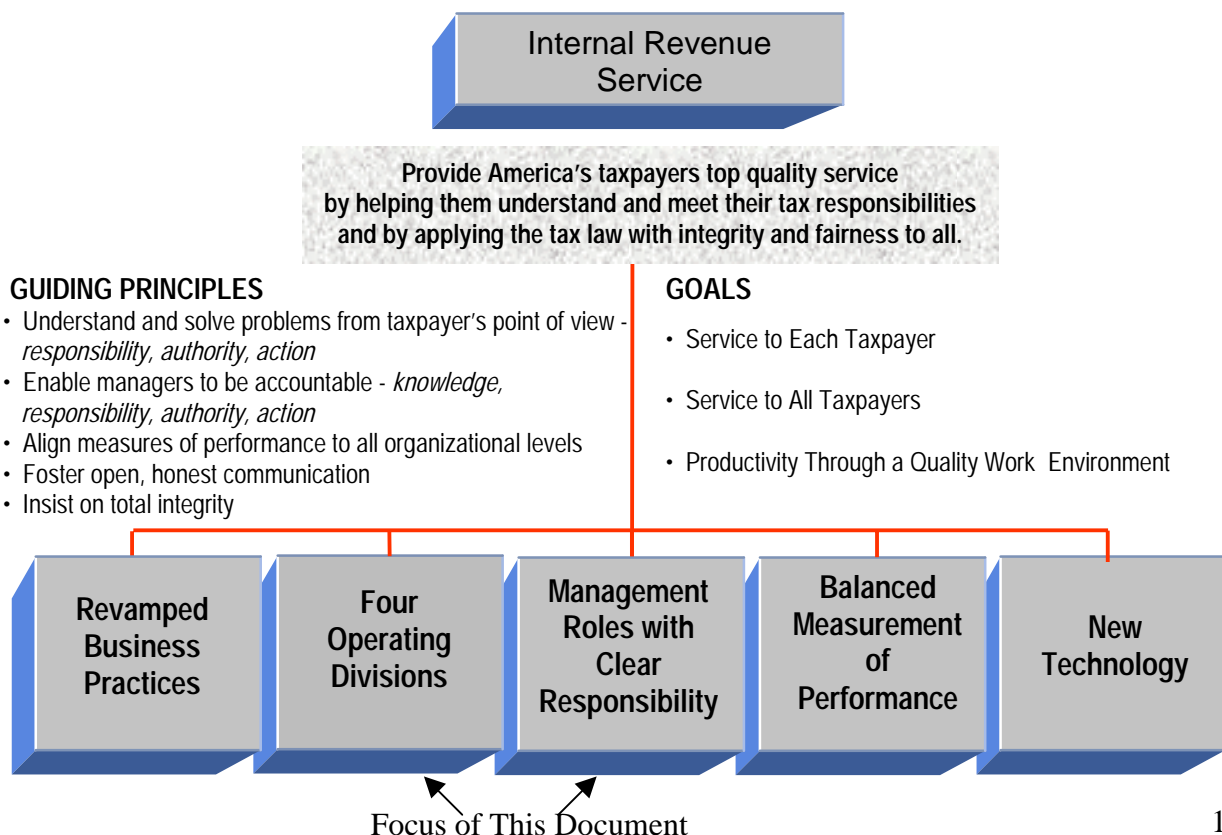 Internal Revenue
Service
Provide America’s taxpayers top quality service
by helping them understand and meet their tax responsibilities
and by applying the tax law with integrity and fairness to all.
GUIDING PRINCIPLES
• Understand and solve problems from taxpayer’s point of view -
responsibility, authority, action
• Enable managers to be accountable - knowledge,
responsibility, authority, action
• Align measures of performance to all organizational levels
• Foster open, honest communication
• Insist on total integrity
GOALS
• Service to Each Taxpayer
• Service to All Taxpayers
• Productivity Through a Quality Work Environment
Revamped
Business
Practices
Four
Operating
Divisions
Management
Roles with
Clear
Responsibility
Balanced
Measurement
of
Performance
New
Technology
Focus of This Document
1